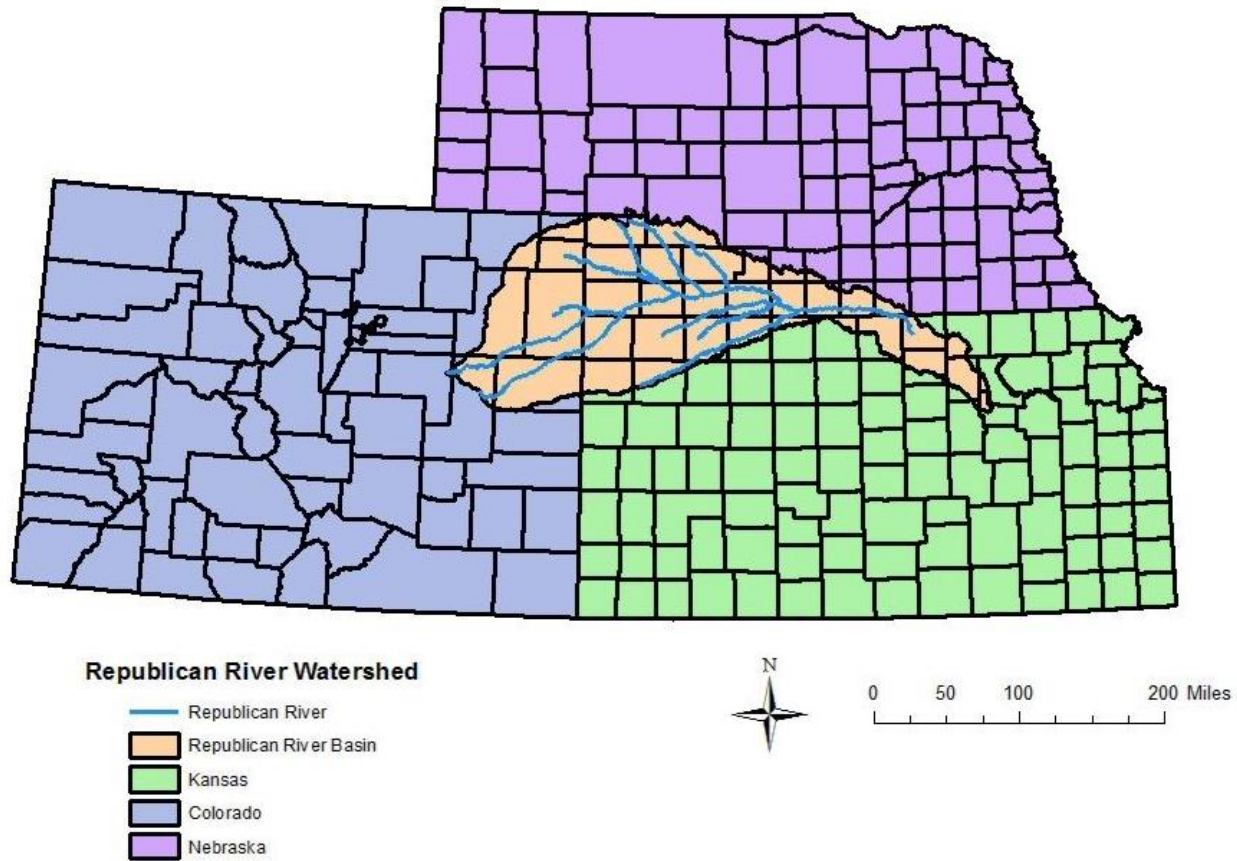 Republican River Watershed
Republican River
Republican River Basin
Kansas
Colorado
Nebraska
N
0 50 100 200 Miles